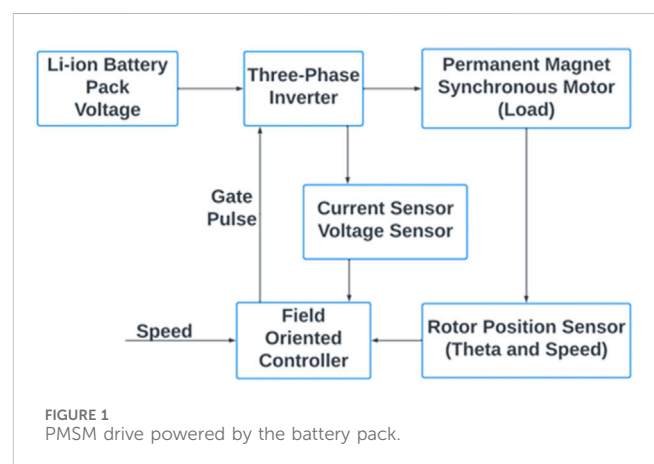 Li-ion Battery
Pack
Voltage
Three-Phase
Inverter
Permanent Magnet
Synchronous Motor
(Load)
Gate
Pulse
Current Sensor
Voltage Sensor
Speed
Field
Oriented
Controller
Rotor Position Sensor
(Theta and Speed)
FIGURE 1
PMSM drive powered by the battery pack.